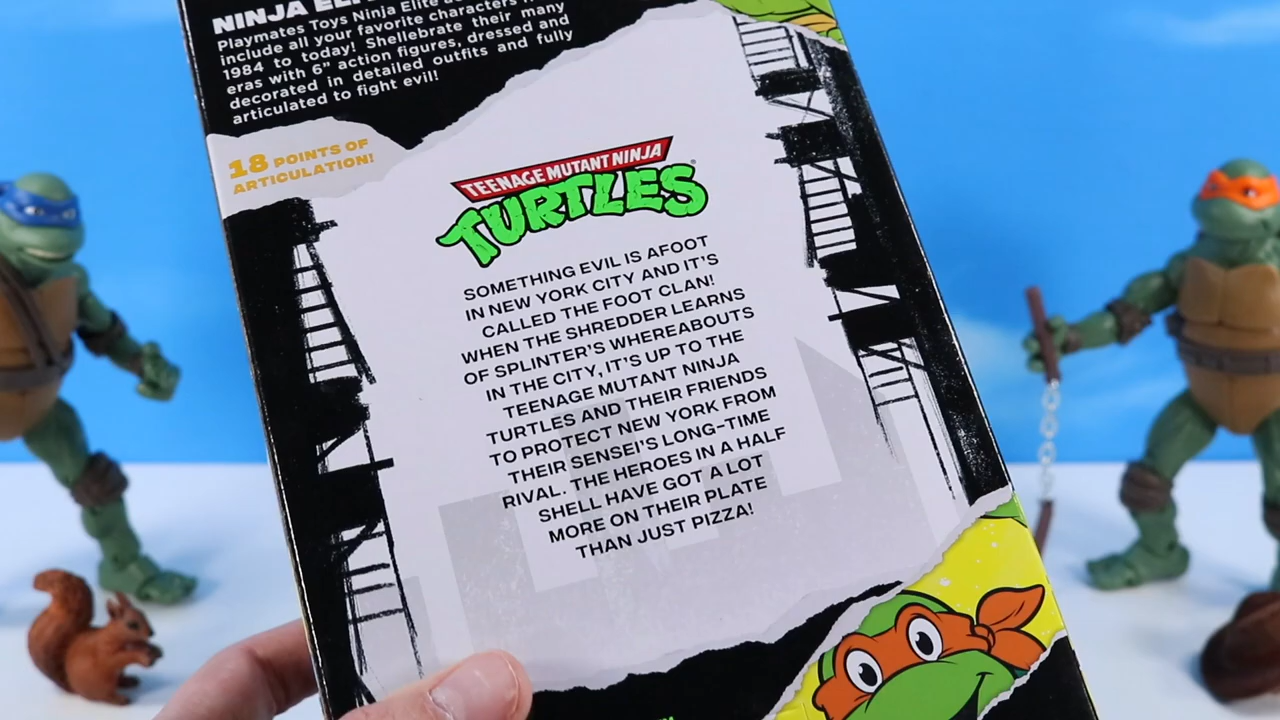 NINJA
Playmates Toys Ninja Elite
include all your favorite characters
1984 to today! Shellebrate their many
eras with 6" action figures, dressed and
decorated in detailed outfits and fully
articulated to fight evil!
18 POINTS OF
ARTICULATION!
TEENAGE MUTANT NINJA
TURTLES
SOMETHING EVIL IS AFOOT
IN NEW YORK CITY AND IT'S
CALLED THE FOOT CLAN!
WHEN THE SHREDDER LEARNS
OF SPLINTER'S WHEREABOUTS
IN THE CITY, IT'S UP TO THE
TEENAGE MUTANT NINJA
TURTLES AND THEIR FRIENDS
TO PROTECT NEW YORK FROM
THEIR SENSEI'S LONG-TIME
RIVAL. THE HEROES IN A HALF
SHELL HAVE GOT A LOT
MORE ON THEIR PLATE
THAN JUST PIZZA!